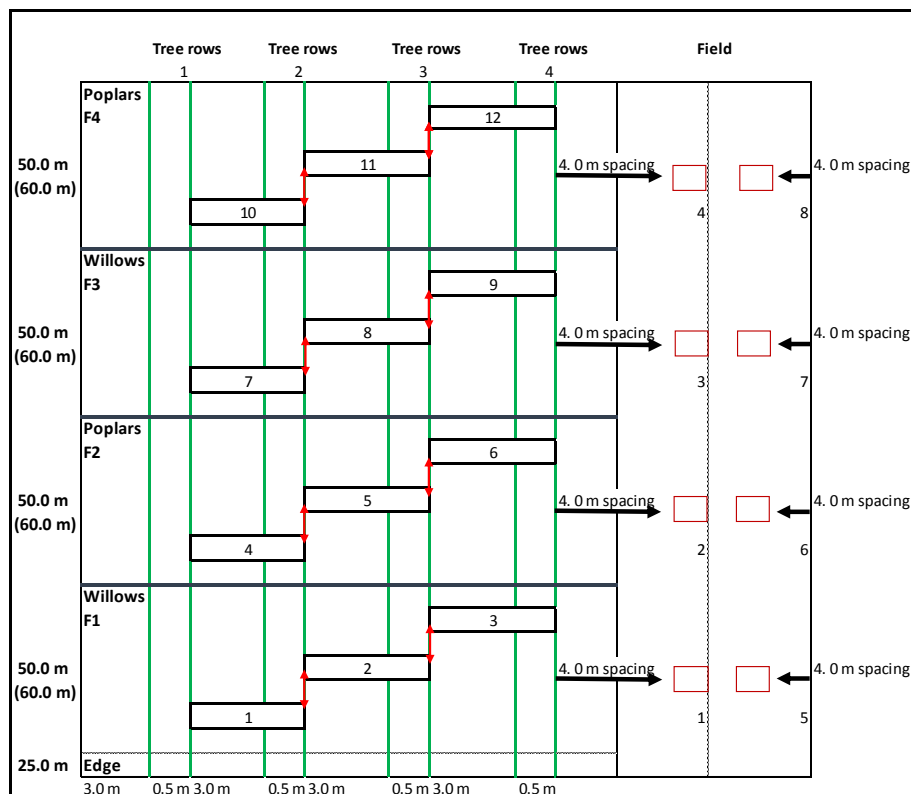 Tree rows Tree rows Tree rows Tree rows Field
1 2 3 4
Poplars
F4
12
11
50.0 m
(60.0 m)
4. 0 m spacing
4. 0 m spacing
10
4
8
Willows
F3
9
8
50.0 m
(60.0 m)
4. 0 m spacing
4. 0 m spacing
7
3
7
Poplars
F2
6
5
50.0 m
(60.0 m)
4. 0 m spacing
4. 0 m spacing
4
2
6
Willows
F1
3
2
50.0 m
(60.0 m)
4. 0 m spacing
4. 0 m spacing
1
1
5
25.0 m Edge
3.0 m 0.5 m 3.0 m 0.5 m 3.0 m 0.5 m 3.0 m 0.5 m